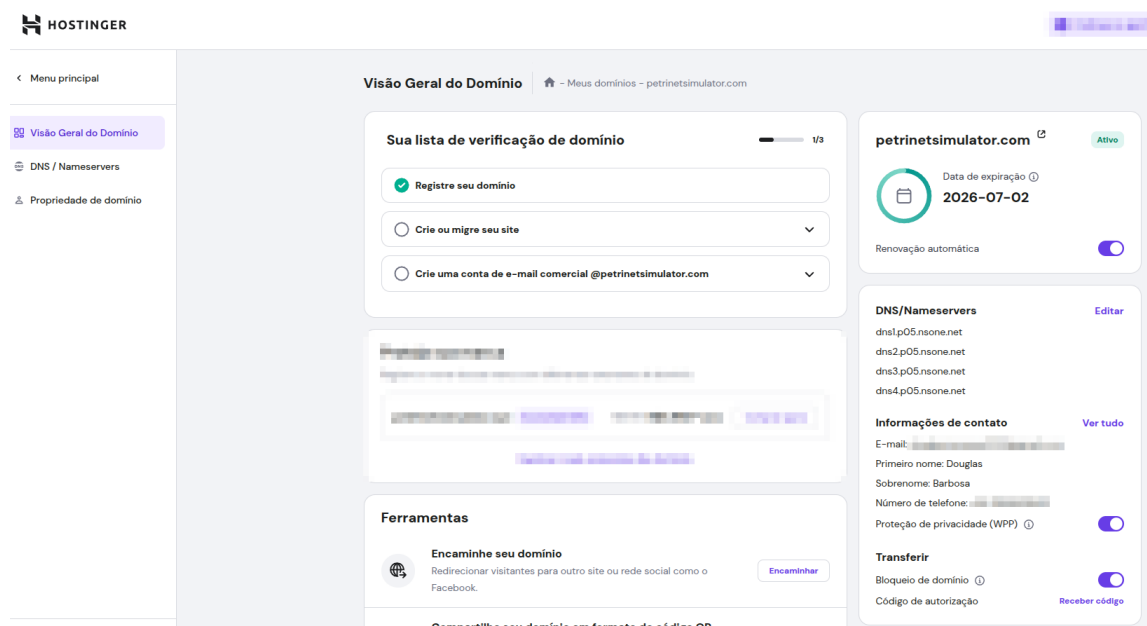 HOSTINGER
Menu principal
Visão Geral do Domínio
DNS / Nameservers
Propriedade de domínio
Visão Geral do Domínio
- Meus domínios - petrinetsimulator.com
Sua lista de verificação de domínio
1/3
Registre seu domínio
Crie ou migre seu site
Crie uma conta de e-mail comercial @petrinetsimulator.com
Ferramentas
Encaminhe seu domínio
Redirecionar visitantes para outro site ou rede social como o
Facebook.
Encaminhar
petrinetsimulator.com
Ativo
Data de expiração
2026-07-02
Renovação automática
DNS/Nameservers
Editar
dns1.p05.nsone.net
dns2.p05.nsone.net
dns3.p05.nsone.net
dns4.p05.nsone.net
Informações de contato
Ver tudo
E-mail:
Primeiro nome: Douglas
Sobrenome: Barbosa
Número de telefone:
Proteção de privacidade (WPP)
Transferir
Bloqueio de domínio
Código de autorização
Receber código